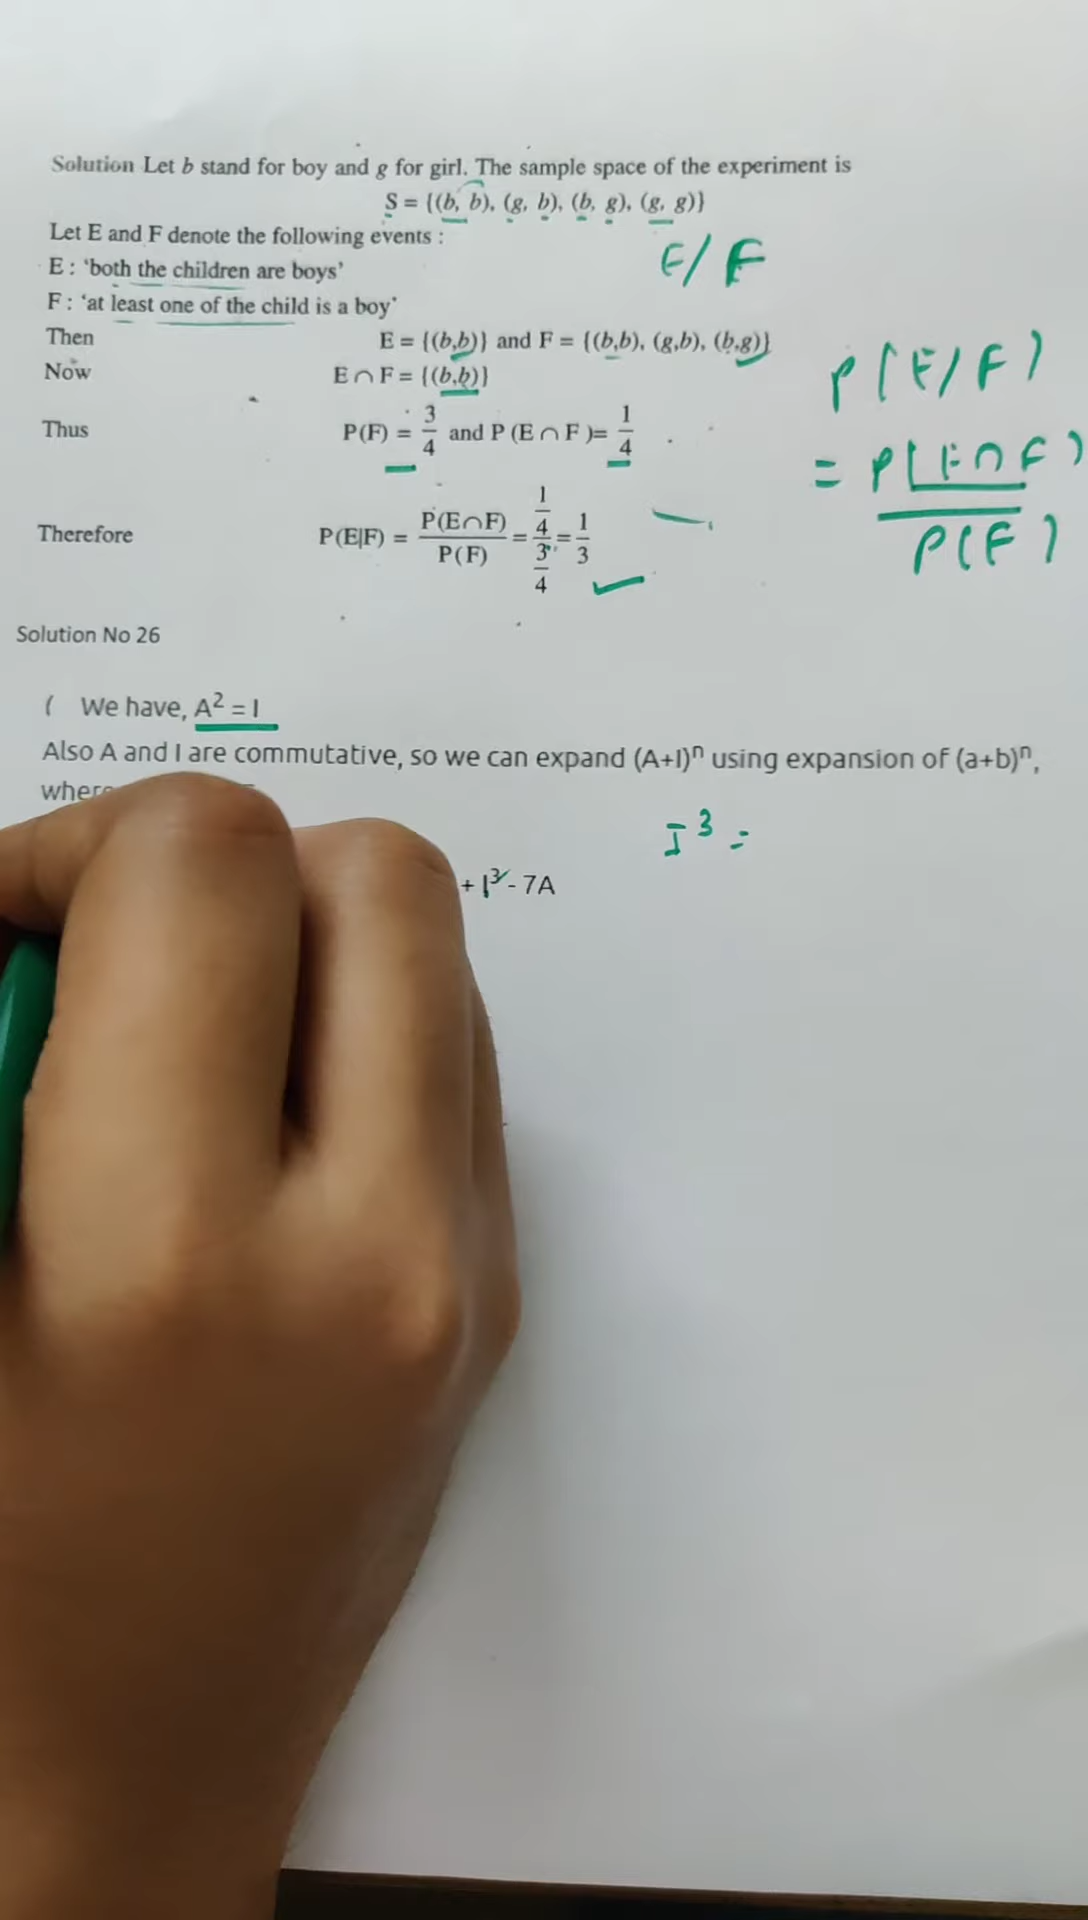 Solution Let b stand for boy and g for girl. The sample space of the experiment is
S = {(b, b), (g, b), (b, g), (g, g)}
Let E and F denote the following events :
E/F
E : ‘both the children are boys’
F : ‘at least one of the child is a boy’
Then E = {(b,b)} and F = {(b,b), (g,b), (b,g)}
Now E ∩ F = {(b,b)}
P(E/F)
Thus P(F) = 3/4 and P (E ∩ F )= 1/4
= P(E∩F)
P(F)
Therefore P(E|F) = P(E∩F)/P(F) = 1/4/3/4 = 1/3
Solution No 26
( We have, A² = I
Also A and I are commutative, so we can expand (A+I)ⁿ using expansion of (a+b)ⁿ,
I³ =
+ I³ - 7A